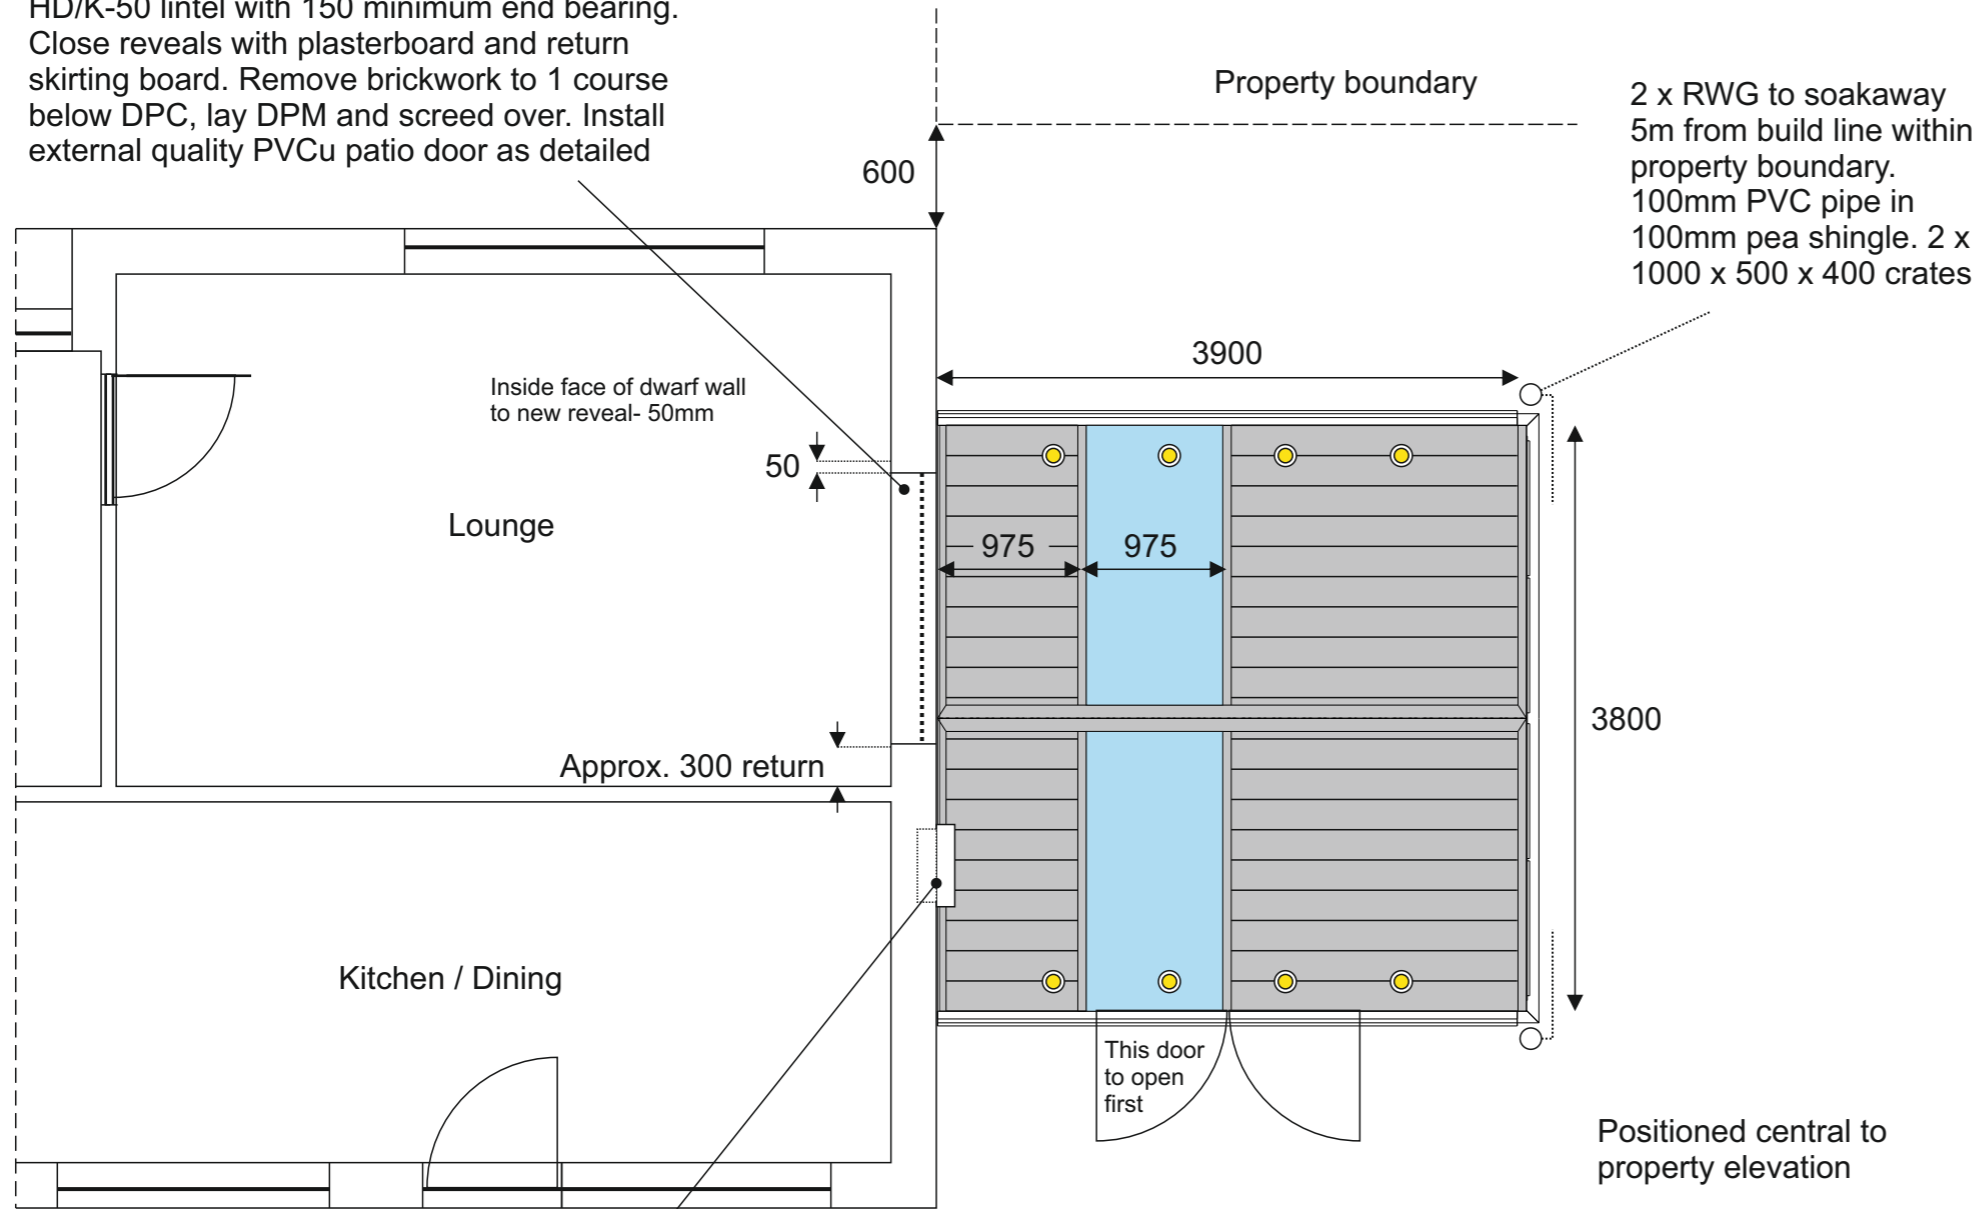 HD/K-50 lintel with 150 minimum end bearing.
Close reveals with plasterboard and return
skirting board. Remove brickwork to 1 course
below DPC, lay DPM and screed over. Install
external quality PVCu patio door as detailed
Property boundary
2 x RWG to soakaway
5m from build line within
property boundary.
100mm PVC pipe in
100mm pea shingle. 2 x
1000 x 500 x 400 crates
600
3900
Inside face of dwarf wall
to new reveal- 50mm
50
Lounge
975
975
3800
Approx. 300 return
Kitchen / Dining
This door
to open
first
Positioned central to
property elevation